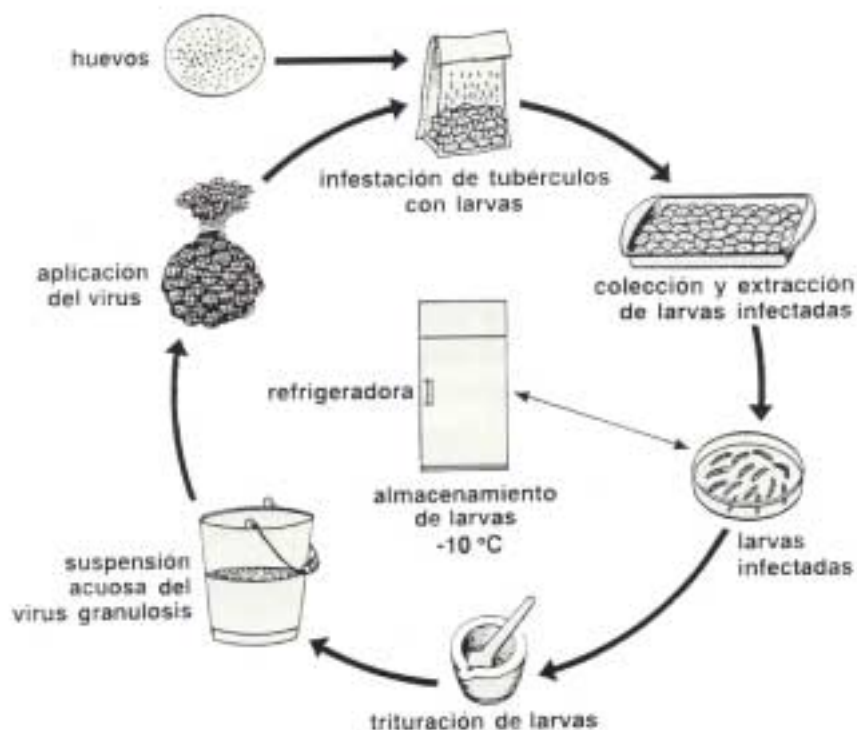 huevos
infestación de tubérculos
con larvas
colección y extracción
de larvas infectadas
larvas
infectadas
trituración de larvas
suspensión
acuosa del
virus granulosis
aplicación
del virus
refrigeradora
almacenamiento
de larvas
-10 °C